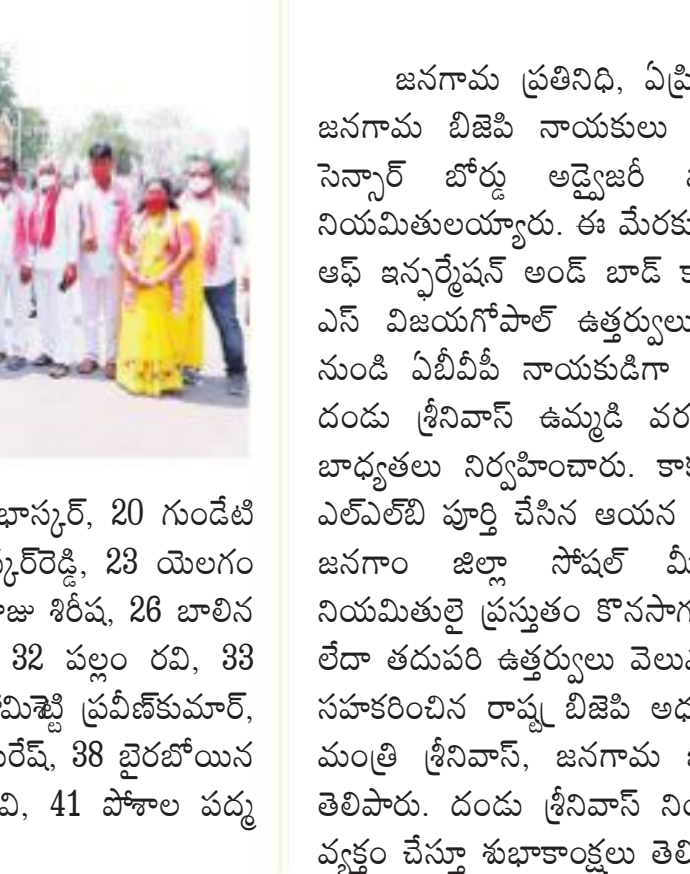 భాస్కర్, 20 గుండేటి
స్కర్‌రెడ్డి, 23 యెలగం
రాజు శిరీష, 26 బాలిన
32 పల్లం రవి, 33
ప్రవీణ్‌కుమార్,
38 బైరబోయిన
41 పోశాల పద్మ
జనగామ ప్రతినిధి, ఏప్రి
జనగామ బిజెపి నాయకులు
సెన్సార్ బోర్డు అడ్వైజరీ
నియమితులయ్యారు. ఈ మేరకు
ఆఫ్ ఇన్ఫర్మేషన్ అండ్ బాడ్
ఎస్ విజయగోపాల్ ఉత్తర్వులు
నుండి ఏబీవీపీ నాయకుడిగా
దండు శ్రీనివాస్ ఉమ్మడి వర
బాధ్యతలు నిర్వహించారు. కాక
ఎల్ఎల్‌బి పూర్తి చేసిన ఆయన
జనగాం జిల్లా సోషల్ మీ
నియమితులై ప్రస్తుతం కొనసాగ
లేదా తదుపరి ఉత్తర్వులు వెలువ
సహకరించిన రాష్ట్ర బిజెపి అధ
మంత్రి శ్రీనివాస్, జనగామ
తెలిపారు. దండు శ్రీనివాస్ ని
వ్యక్తం చేస్తూ శుభాకాంక్షలు తెలి